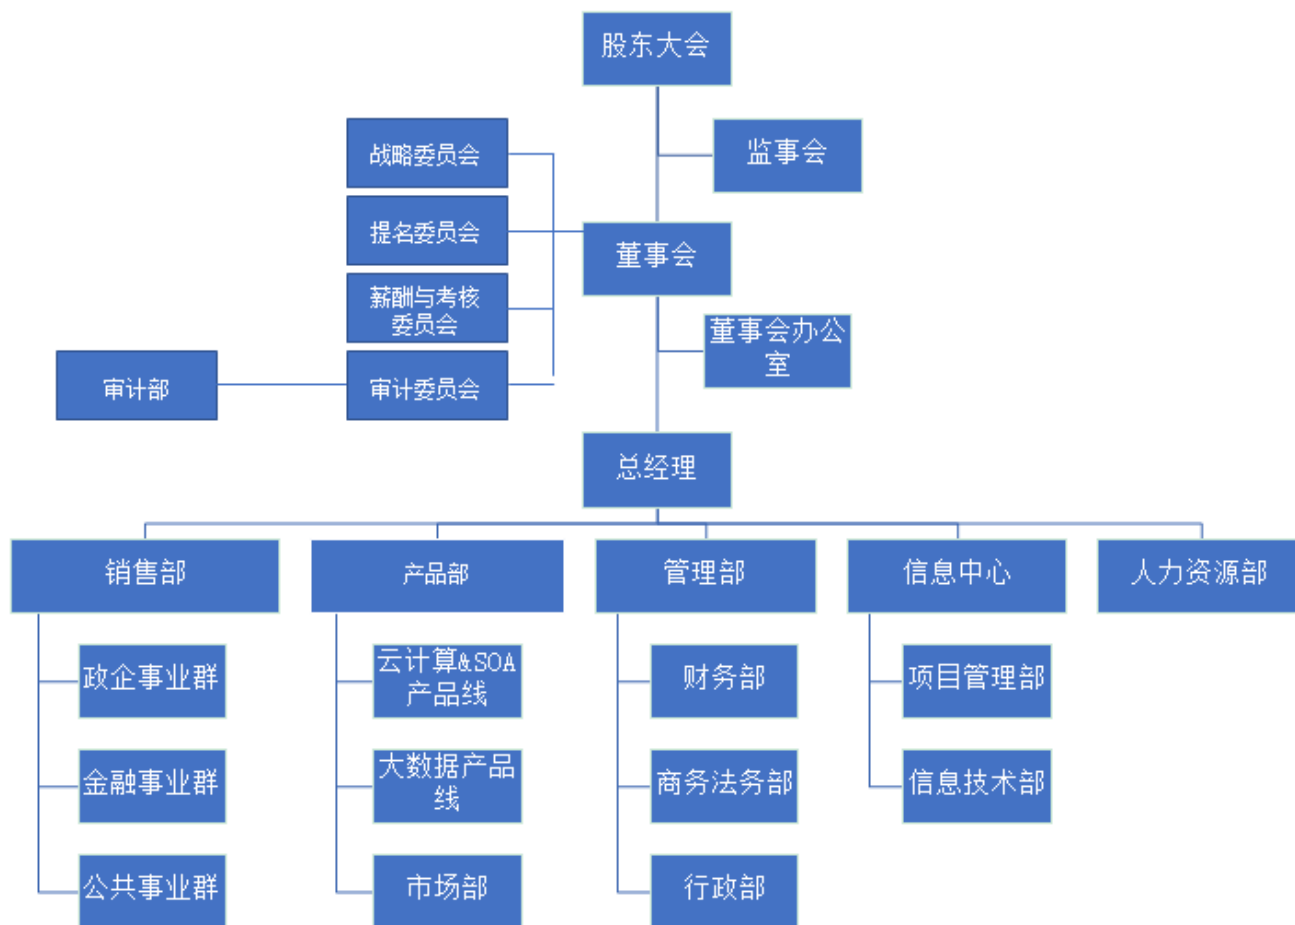 股东大会
监事会
战略委员会
提名委员会
董事会
薪酬与考核
委员会
董事会办公
室
审计部
审计委员会
总经理
销售部
产品部
管理部
信息中心
人力资源部
政企事业群
云计算&SOA
产品线
财务部
项目管理部
金融事业群
大数据产品
线
商务法务部
信息技术部
公共事业群
市场部
行政部